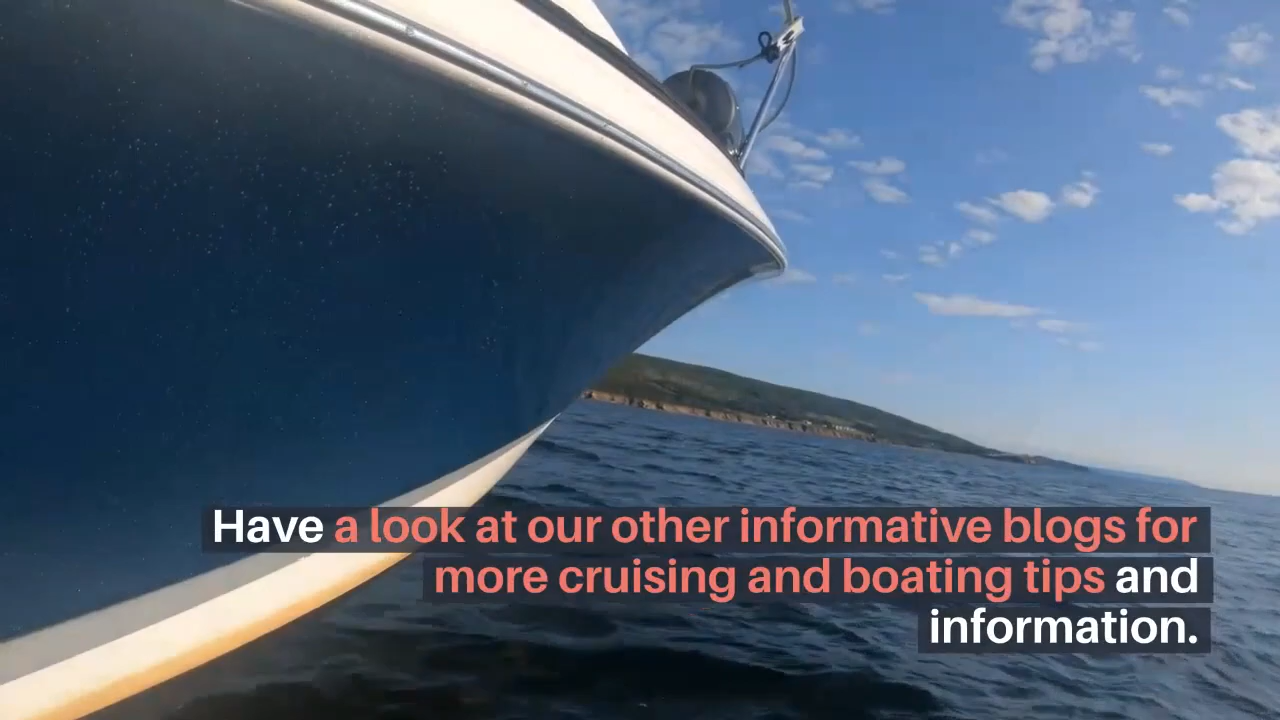 Have a look at our other informative blogs for
more cruising and boating tips and
information.